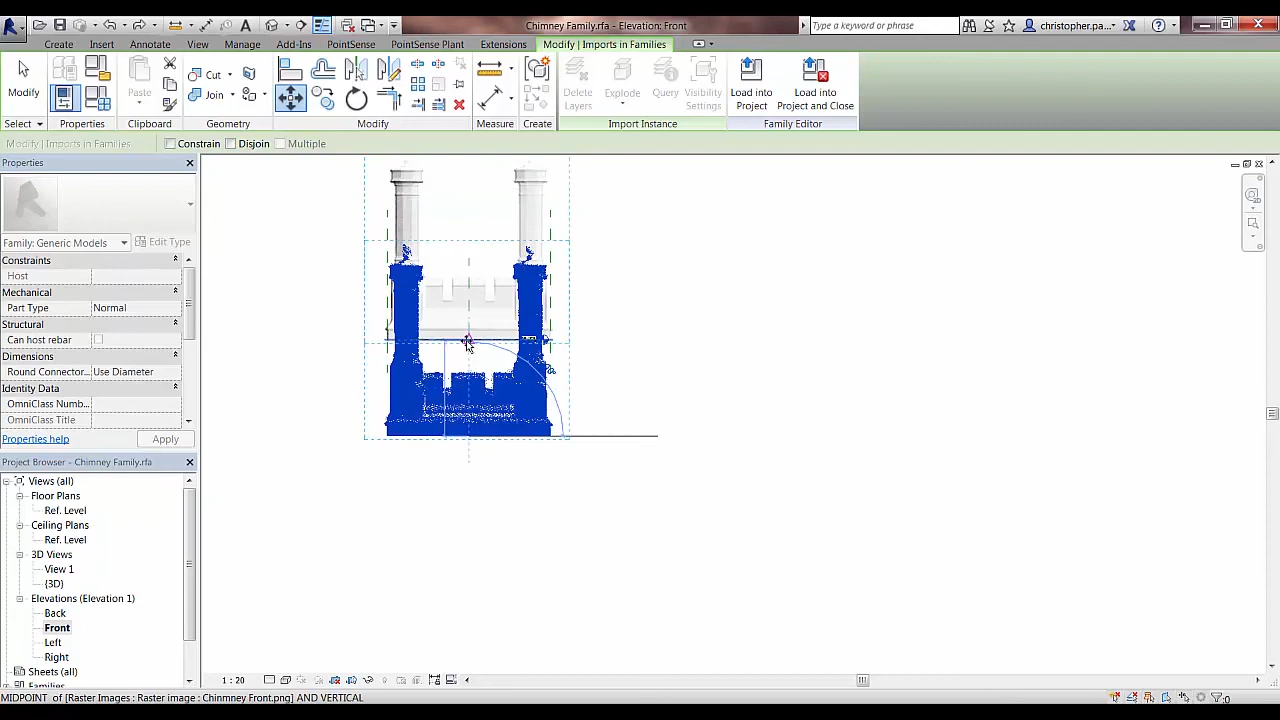 Chimney Family.rfa - Elevation: Front
Type a keyword or phrase
christopher.pa...
Create
Insert
Annotate
View
Manage
Add-Ins
PointSense
PointSense Plant
Extensions
Modify | Imports in Families
Modify
Paste
Cut
Join
Delete Layers
Explode
Query
Visibility Settings
Load into Project
Load into Project and Close
Select
Properties
Clipboard
Geometry
Modify
Measure
Create
Import Instance
Family Editor
Modify | Imports in Families
Constrain
Disjoin
Multiple
Properties
Family: Generic Models
Edit Type
Constraints
Host
Mechanical
Part Type Normal
Structural
Can host rebar
Dimensions
Round Connector... Use Diameter
Identity Data
OmniClass Numb...
OmniClass Title
Properties help
Apply
Project Browser - Chimney Family.rfa
Views (all)
Floor Plans
Ref. Level
Ceiling Plans
Ref. Level
3D Views
View 1
{3D}
Elevations (Elevation 1)
Back
Front
Left
Right
Sheets (all)
Families
1 : 20
MIDPOINT of [Raster Images : Raster image : Chinmney Front.png] AND VERTICAL
:0